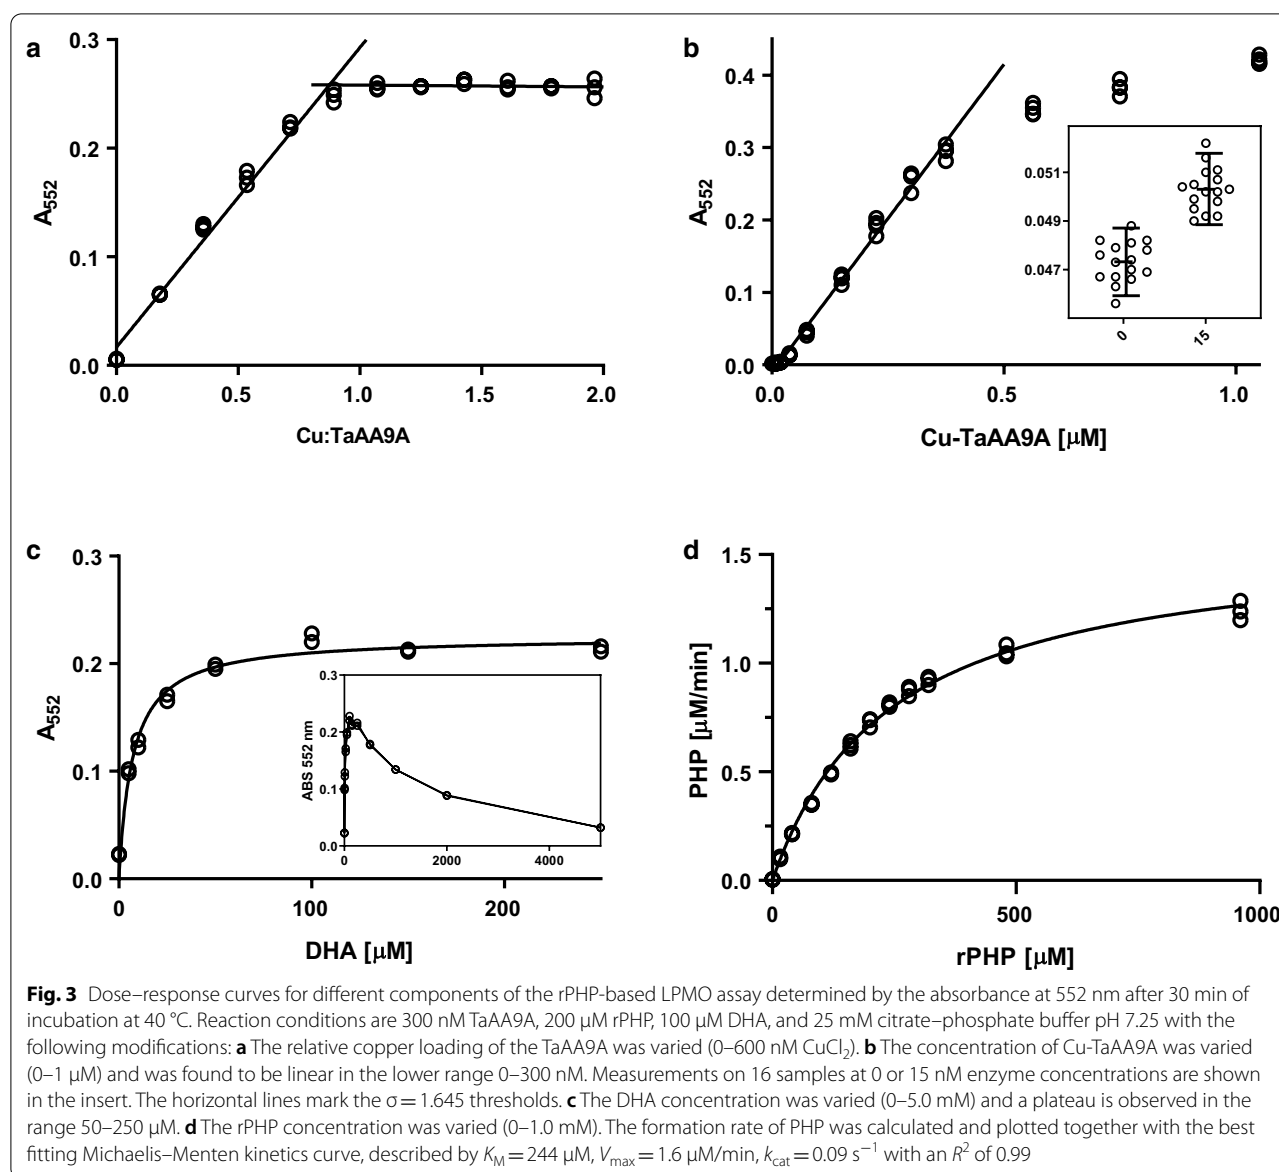 a
0.3
0.2
0.1
0.0
A552
0.0 0.5 1.0 1.5 2.0
Cu:TaAA9A
b
0.4
0.3
0.2
0.1
0.0
A552
0.0 0.5 1.0
Cu-TaAA9A [μM]
0.051
0.049
0.047
0 15
c
0.3
0.2
0.1
0.0
A552
0 100 200
DHA [μM]
0.3
0.2
0.1
0.0
ABS 552 nm
0 2000 4000
d
1.5
1.0
0.5
0.0
PHP [μM/min]
0 500 1000
rPHP [μM]
Fig. 3 Dose–response curves for different components of the rPHP-based LPMO assay determined by the absorbance at 552 nm after 30 min of
incubation at 40 °C. Reaction conditions are 300 nM TaAA9A, 200 μM rPHP, 100 μM DHA, and 25 mM citrate–phosphate buffer pH 7.25 with the
following modifications: a The relative copper loading of the TaAA9A was varied (0–600 nM CuCl2). b The concentration of Cu-TaAA9A was varied
(0–1 μM) and was found to be linear in the lower range 0–300 nM. Measurements on 16 samples at 0 or 15 nM enzyme concentrations are shown
in the insert. The horizontal lines mark the σ = 1.645 thresholds. c The DHA concentration was varied (0–5.0 mM) and a plateau is observed in the
range 50–250 μM. d The rPHP concentration was varied (0–1.0 mM). The formation rate of PHP was calculated and plotted together with the best
fitting Michaelis–Menten kinetics curve, described by KM = 244 μM, Vmax = 1.6 μM/min, kcat = 0.09 s−1 with an R2 of 0.99